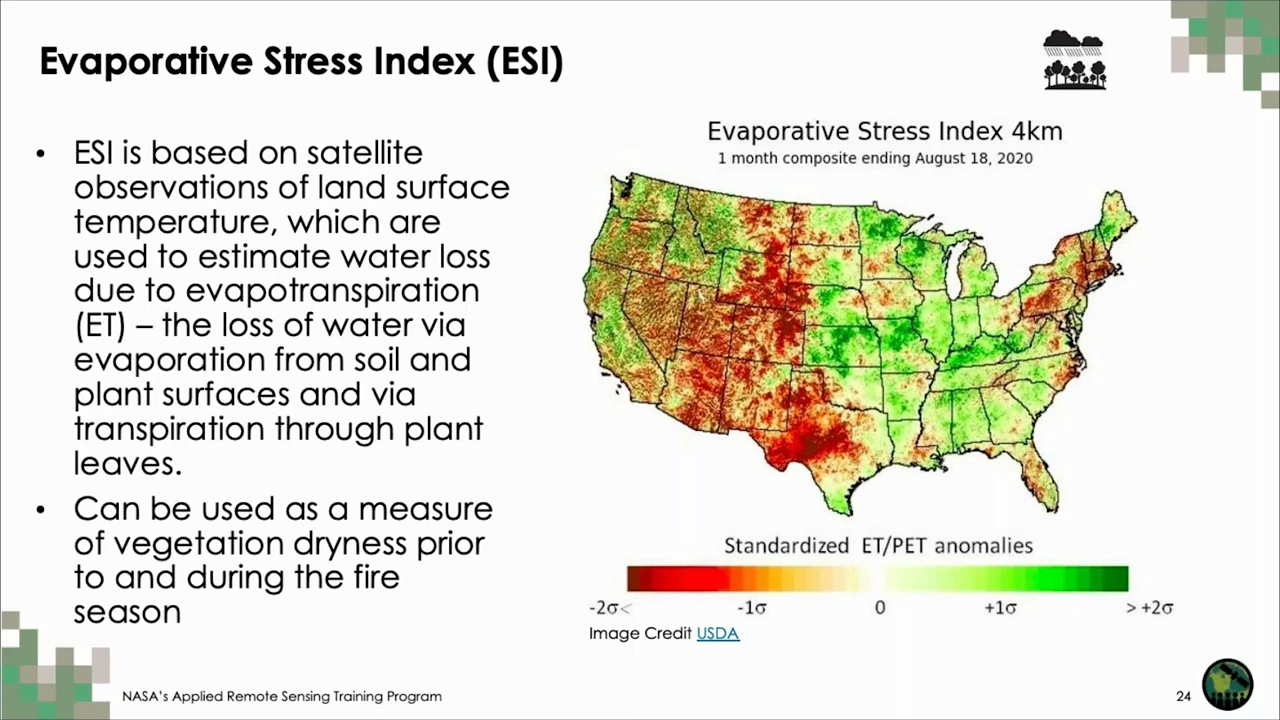 Evaporative Stress Index (ESI)
• ESI is based on satellite
observations of land surface
temperature, which are
used to estimate water loss
due to evapotranspiration
(ET) – the loss of water via
evaporation from soil and
plant surfaces and via
transpiration through plant
leaves.
• Can be used as a measure
of vegetation dryness prior
to and during the fire
season
Evaporative Stress Index 4km
1 month composite ending August 18, 2020
Standardized ET/PET anomalies
-2σ< -1σ 0 +1σ > +2σ
Image Credit USDA
NASA's Applied Remote Sensing Training Program
24